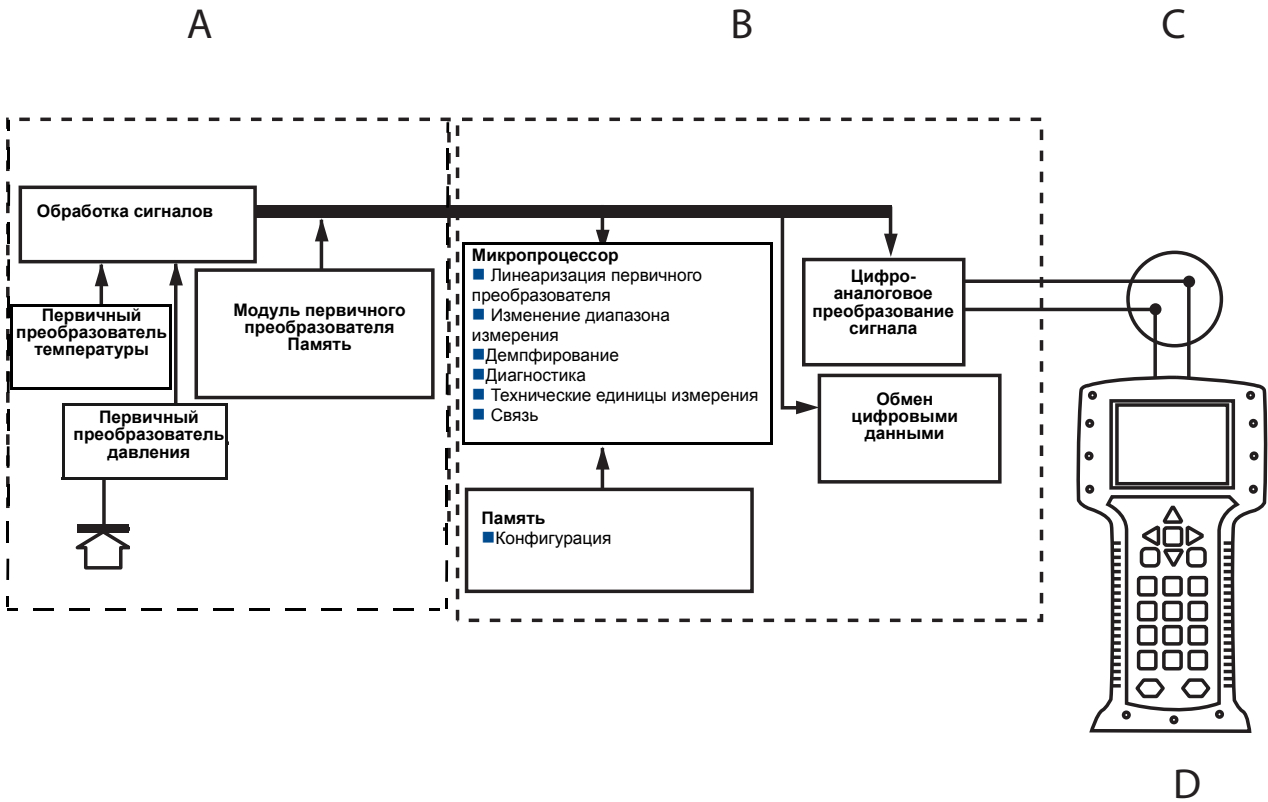 A
B
C
Обработка сигналов
Первичный
преобразователь
температуры
Модуль первичного
преобразователя
Память
Первичный
преобразователь
давления
Микропроцессор
Линеаризация первичного
преобразователя
Изменение диапазона
измерения
Демпфирование
Диагностика
Технические единицы измерения
Связь
Память
Конфигурация
Цифро-
аналоговое
преобразование
сигнала
Обмен
цифровыми
данными
D